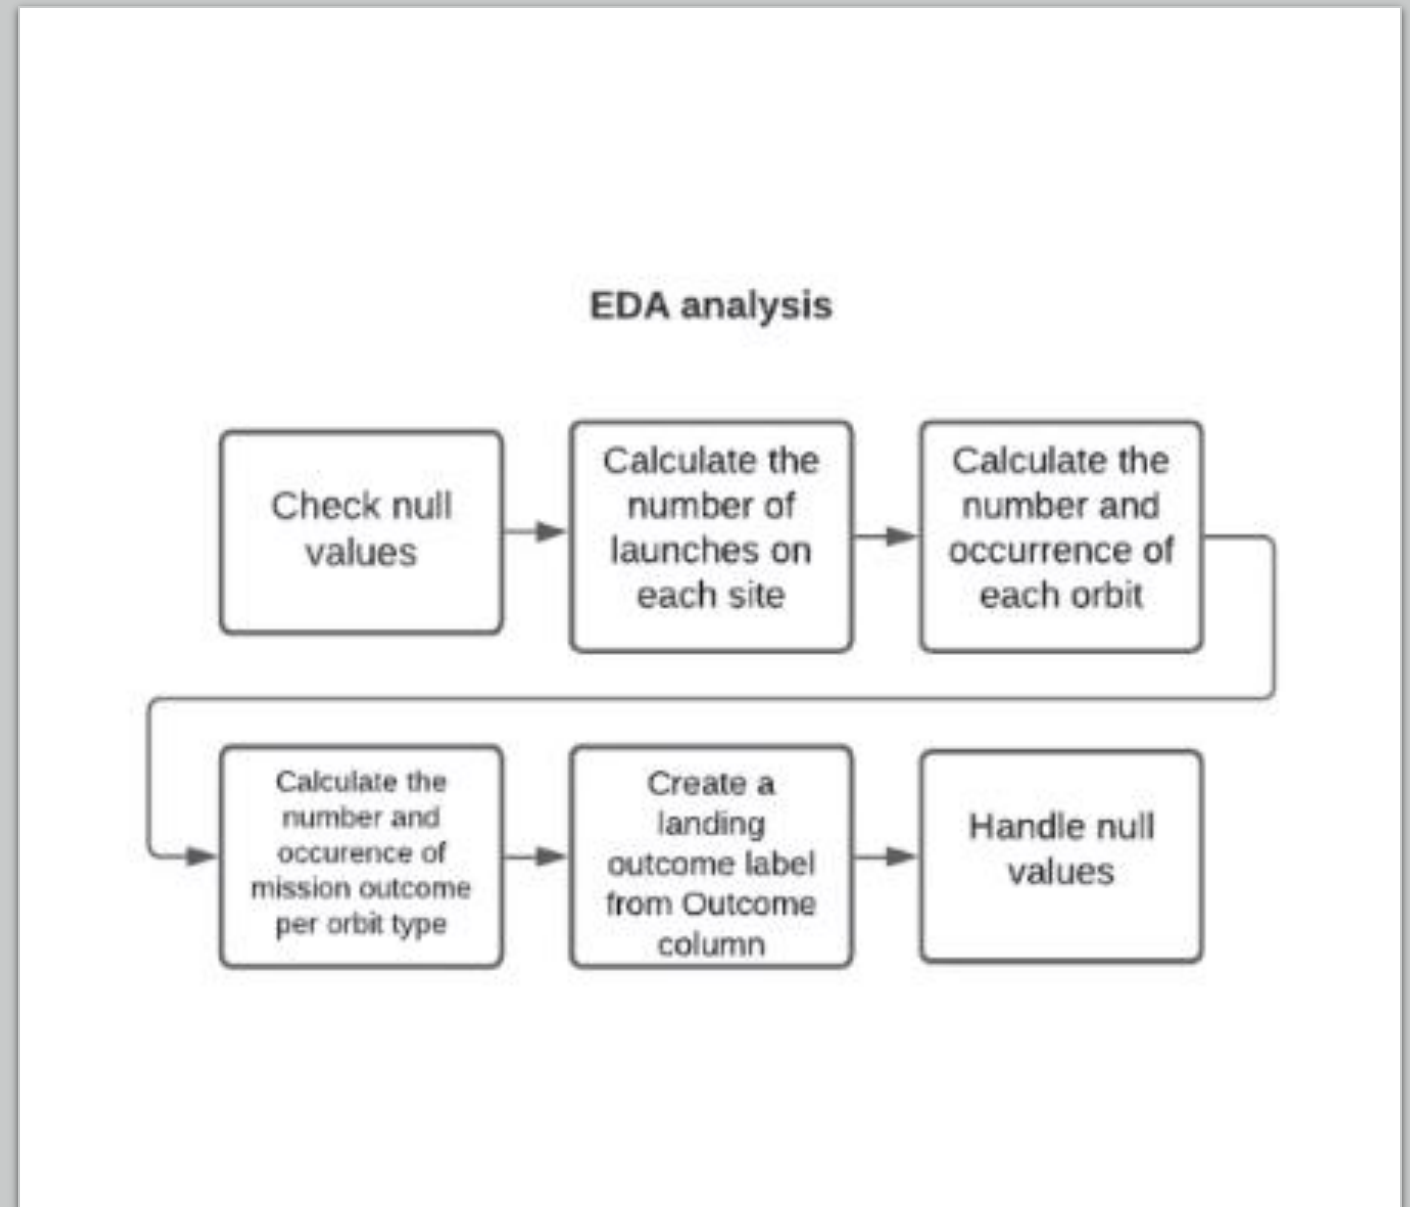 EDA analysis
Check null
values
Calculate the
number of
launches on
each site
Calculate the
number and
occurrence of
each orbit
Calculate the
number and
occurence of
mission outcome
per orbit type
Create a
landing
outcome label
from Outcome
column
Handle null
values